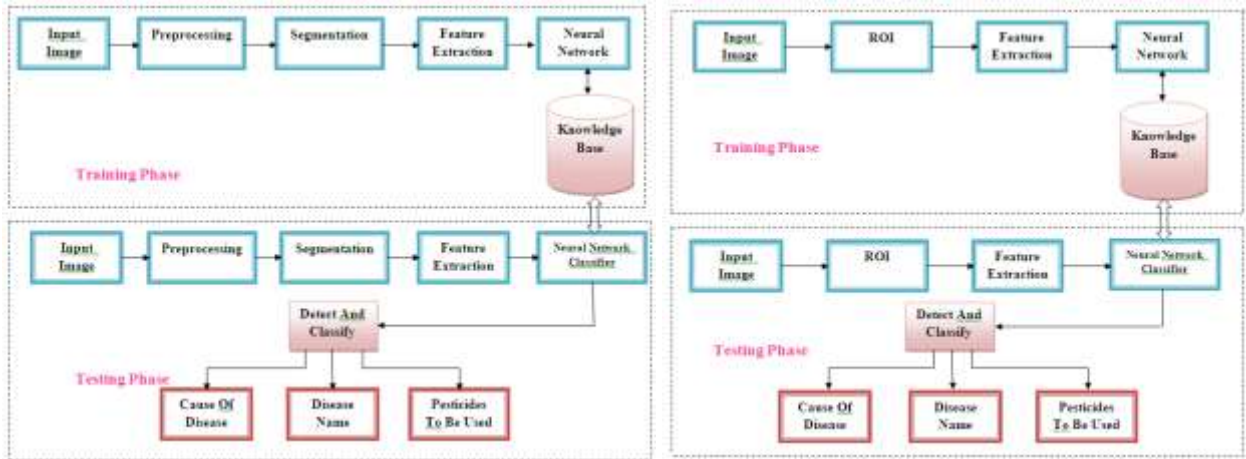 Input
Image
Preprocessing
Segmentation
Feature
Extraction
Neural
Network
Knowledge
Base
Training Phase
Input
Image
Preprocessing
Segmentation
Feature
Extraction
Neural Network
Classifier
Detect And
Classify
Testing Phase
Cause Of
Disease
Disease
Name
Pesticides
To Be Used
Input
Image
ROI
Feature
Extraction
Neural
Network
Knowledge
Base
Training Phase
Input
Image
ROI
Feature
Extraction
Neural Network
Classifier
Detect And
Classify
Testing Phase
Cause Of
Disease
Disease
Name
Pesticides
To Be Used